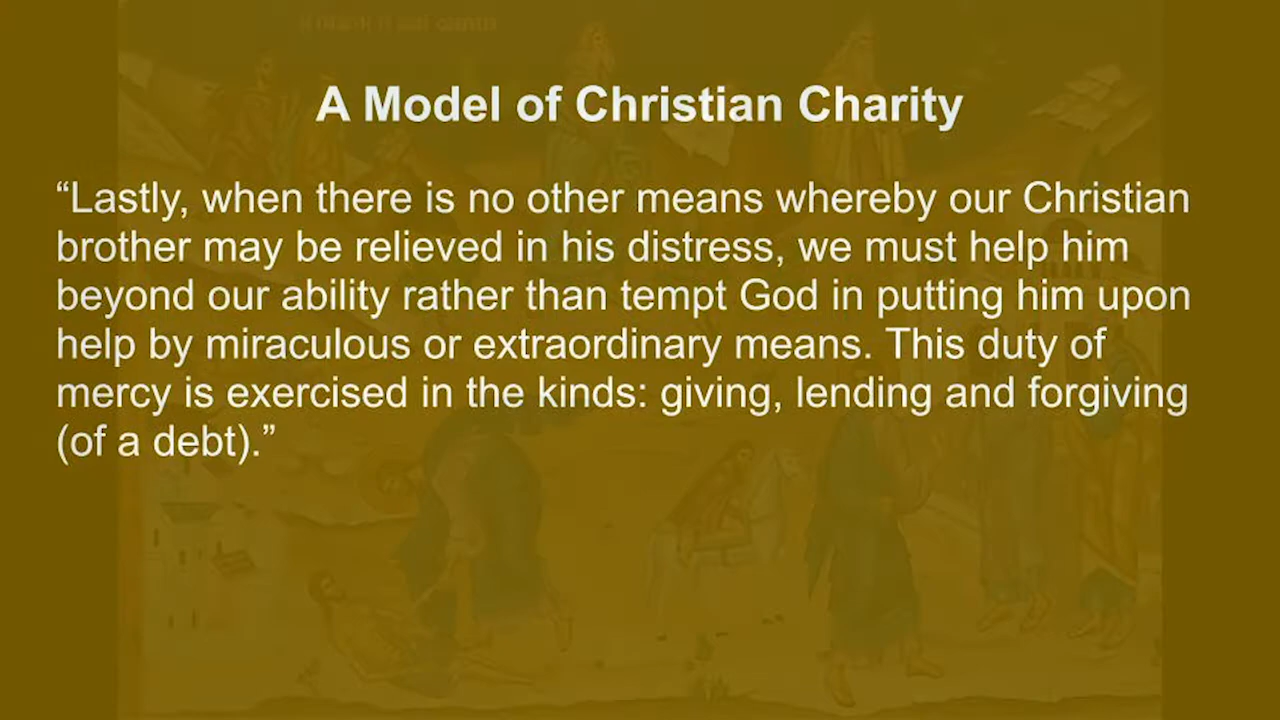 A Model of Christian Charity
“Lastly, when there is no other means whereby our Christian
brother may be relieved in his distress, we must help him
beyond our ability rather than tempt God in putting him upon
help by miraculous or extraordinary means. This duty of
mercy is exercised in the kinds: giving, lending and forgiving
(of a debt).”